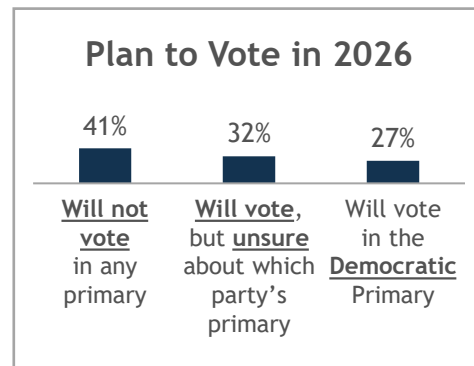 Plan to Vote in 2026
41%
32%
27%
Will not
vote
in any
primary
Will vote,
but unsure
about which
party’s
primary
Will vote
in the
Democratic
Primary